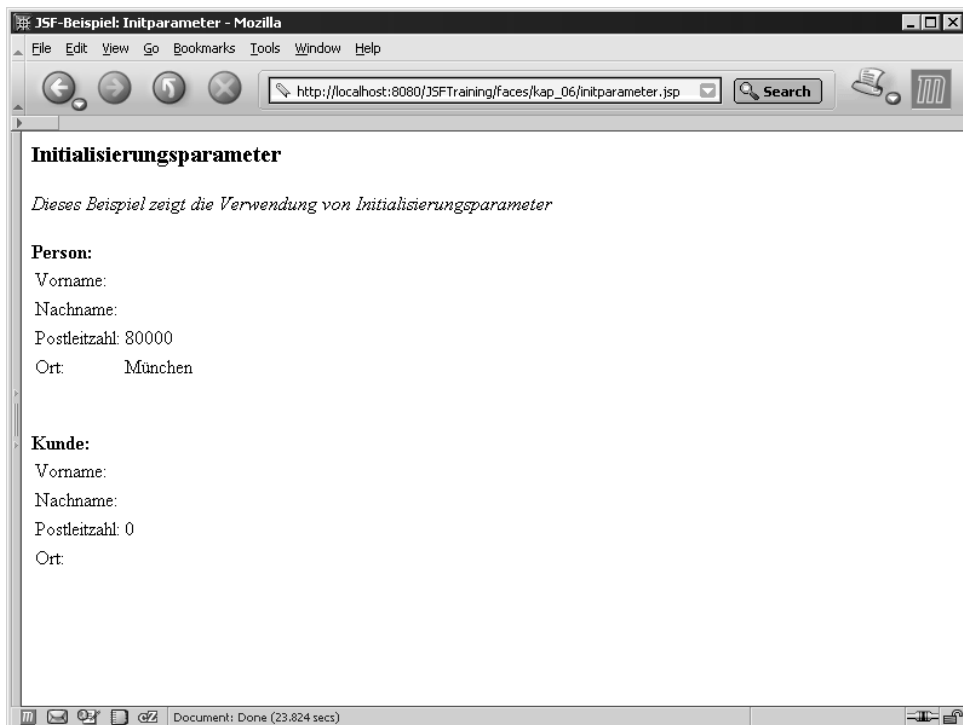 JSF-Beispiel: Initparameter - Mozilla
File Edit View Go Bookmarks Tools Window Help
http://localhost:8080/JSFTraining/faces/kap_06/initparameter.jsp Search
Initialisierungsparameter
Dieses Beispiel zeigt die Verwendung von Initialisierungsparameter
Person:
Vorname:
Nachname:
Postleitzahl: 80000
Ort: München
Kunde:
Vorname:
Nachname:
Postleitzahl: 0
Ort:
Document: Done (23.824 secs)